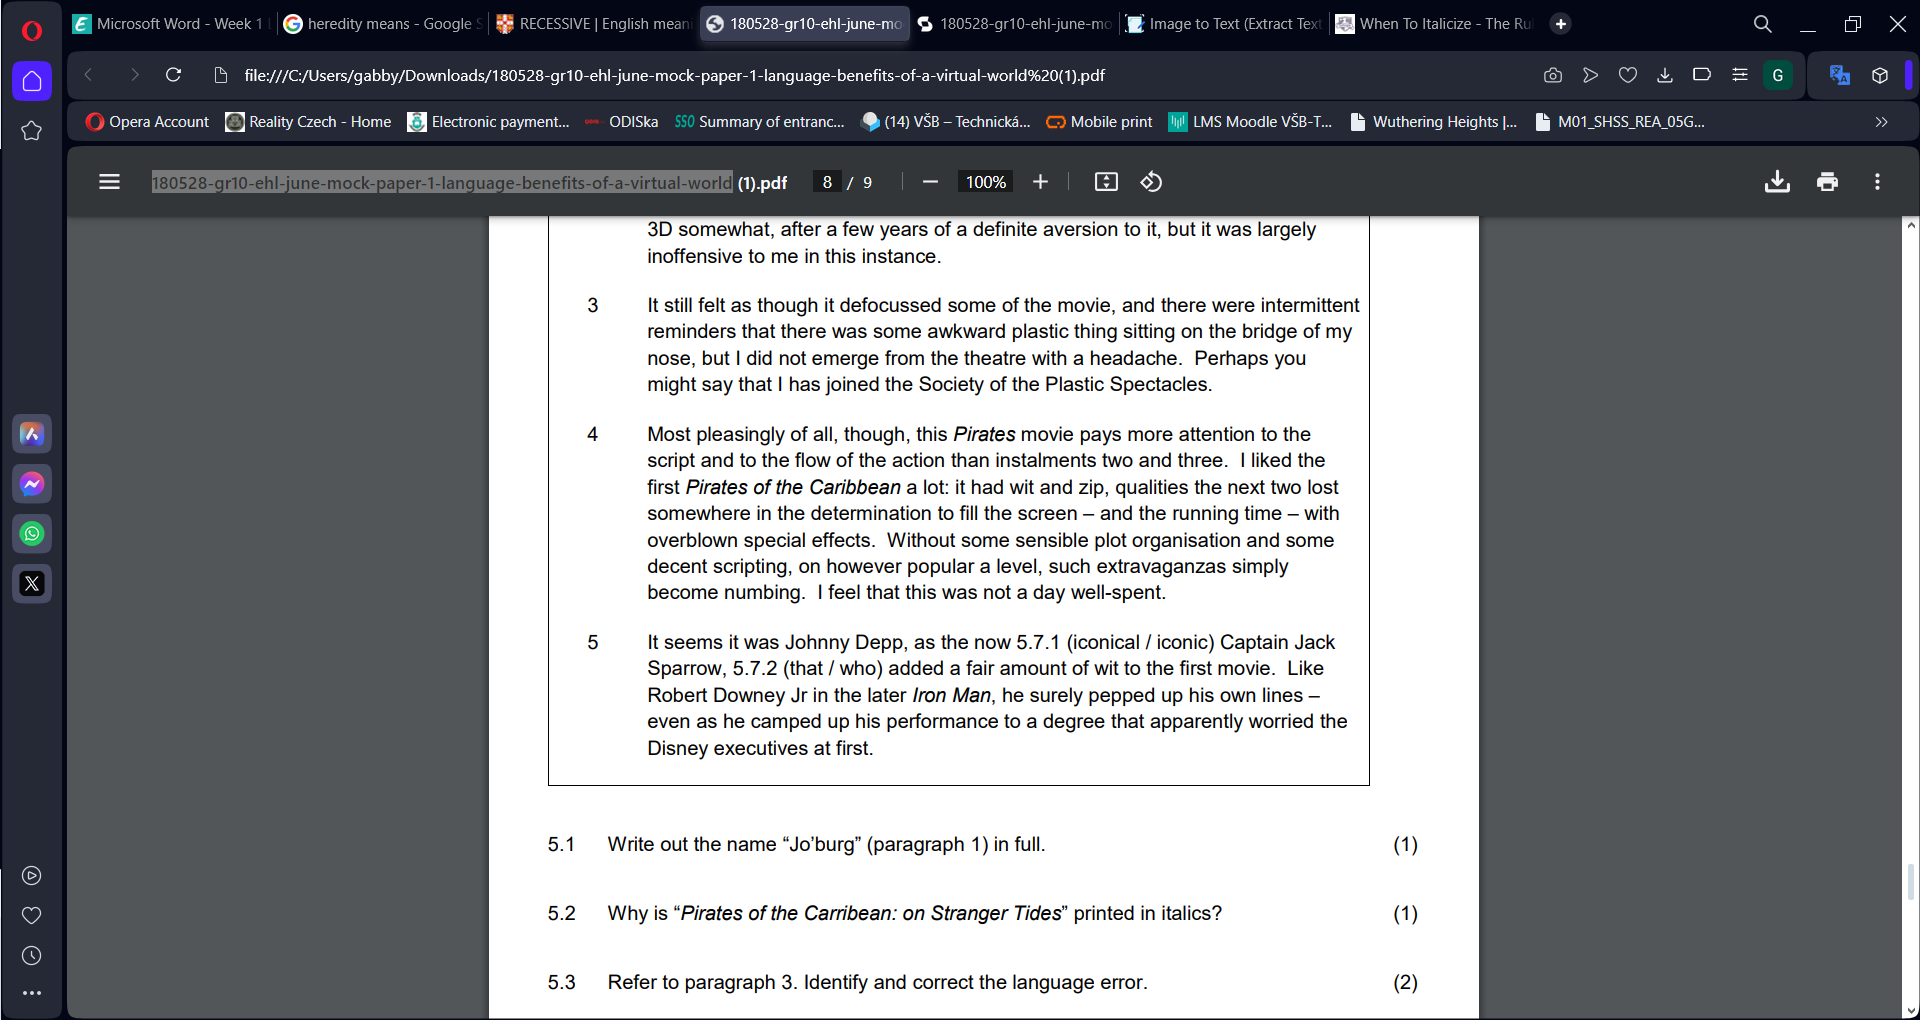 Microsoft Word - Week 1
heredity means - Google S
RECESSIVE | English meani
180528-gr10-ehl-june-mo
180528-gr10-ehl-june-mo
Image to Text (Extract Text
When To Italicize - The Rul
file:///C:/Users/gabby/Downloads/180528-gr10-ehl-june-mock-paper-1-language-benefits-of-a-virtual-world%20(1).pdf
G
Opera Account
Reality Czech - Home
Electronic payment...
ODISka
SSO Summary of entranc...
(14) VŠB – Technická...
Mobile print
LMS Moodle VŠB-T...
Wuthering Heights |...
M01_SHSS_REA_05G...
180528-gr10-ehl-june-mock-paper-1-language-benefits-of-a-virtual-world (1).pdf
8 / 9
100%
3D somewhat, after a few years of a definite aversion to it, but it was largely
inoffensive to me in this instance.
3 It still felt as though it defocussed some of the movie, and there were intermittent
reminders that there was some awkward plastic thing sitting on the bridge of my
nose, but I did not emerge from the theatre with a headache. Perhaps you
might say that I has joined the Society of the Plastic Spectacles.
4 Most pleasingly of all, though, this Pirates movie pays more attention to the
script and to the flow of the action than instalments two and three. I liked the
first Pirates of the Caribbean a lot: it had wit and zip, qualities the next two lost
somewhere in the determination to fill the screen – and the running time – with
overblown special effects. Without some sensible plot organisation and some
decent scripting, on however popular a level, such extravaganzas simply
become numbing. I feel that this was not a day well-spent.
5 It seems it was Johnny Depp, as the now 5.7.1 (iconical / iconic) Captain Jack
Sparrow, 5.7.2 (that / who) added a fair amount of wit to the first movie. Like
Robert Downey Jr in the later Iron Man, he surely pepped up his own lines –
even as he camped up his performance to a degree that apparently worried the
Disney executives at first.
5.1 Write out the name “Jo’burg” (paragraph 1) in full. (1)
5.2 Why is “Pirates of the Carribean: on Stranger Tides” printed in italics? (1)
5.3 Refer to paragraph 3. Identify and correct the language error. (2)